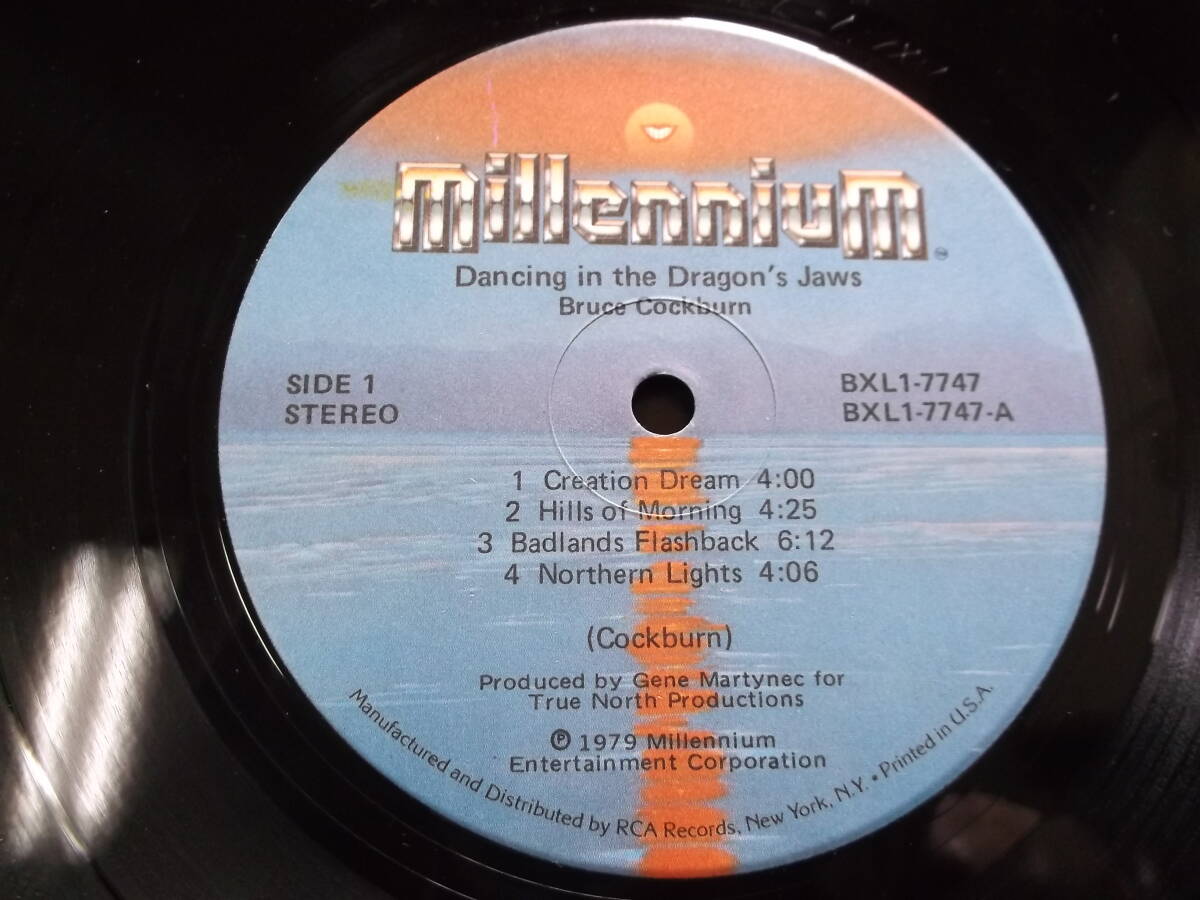 millennium
Dancing in the Dragon's Jaws
Bruce Cockburn
SIDE 1
STEREO
BXL1-7747
BXL1-7747-A
1 Creation Dream 4:00
2 Hills of Morning 4:25
3 Badlands Flashback 6:12
4 Northern Lights 4:06
(Cockburn)
Produced by Gene Martynec for
True North Productions
℗ 1979 Millennium
Entertainment Corporation
Manufactured and Distributed by RCA Records, New York, N.Y. • Printed in U.S.A.